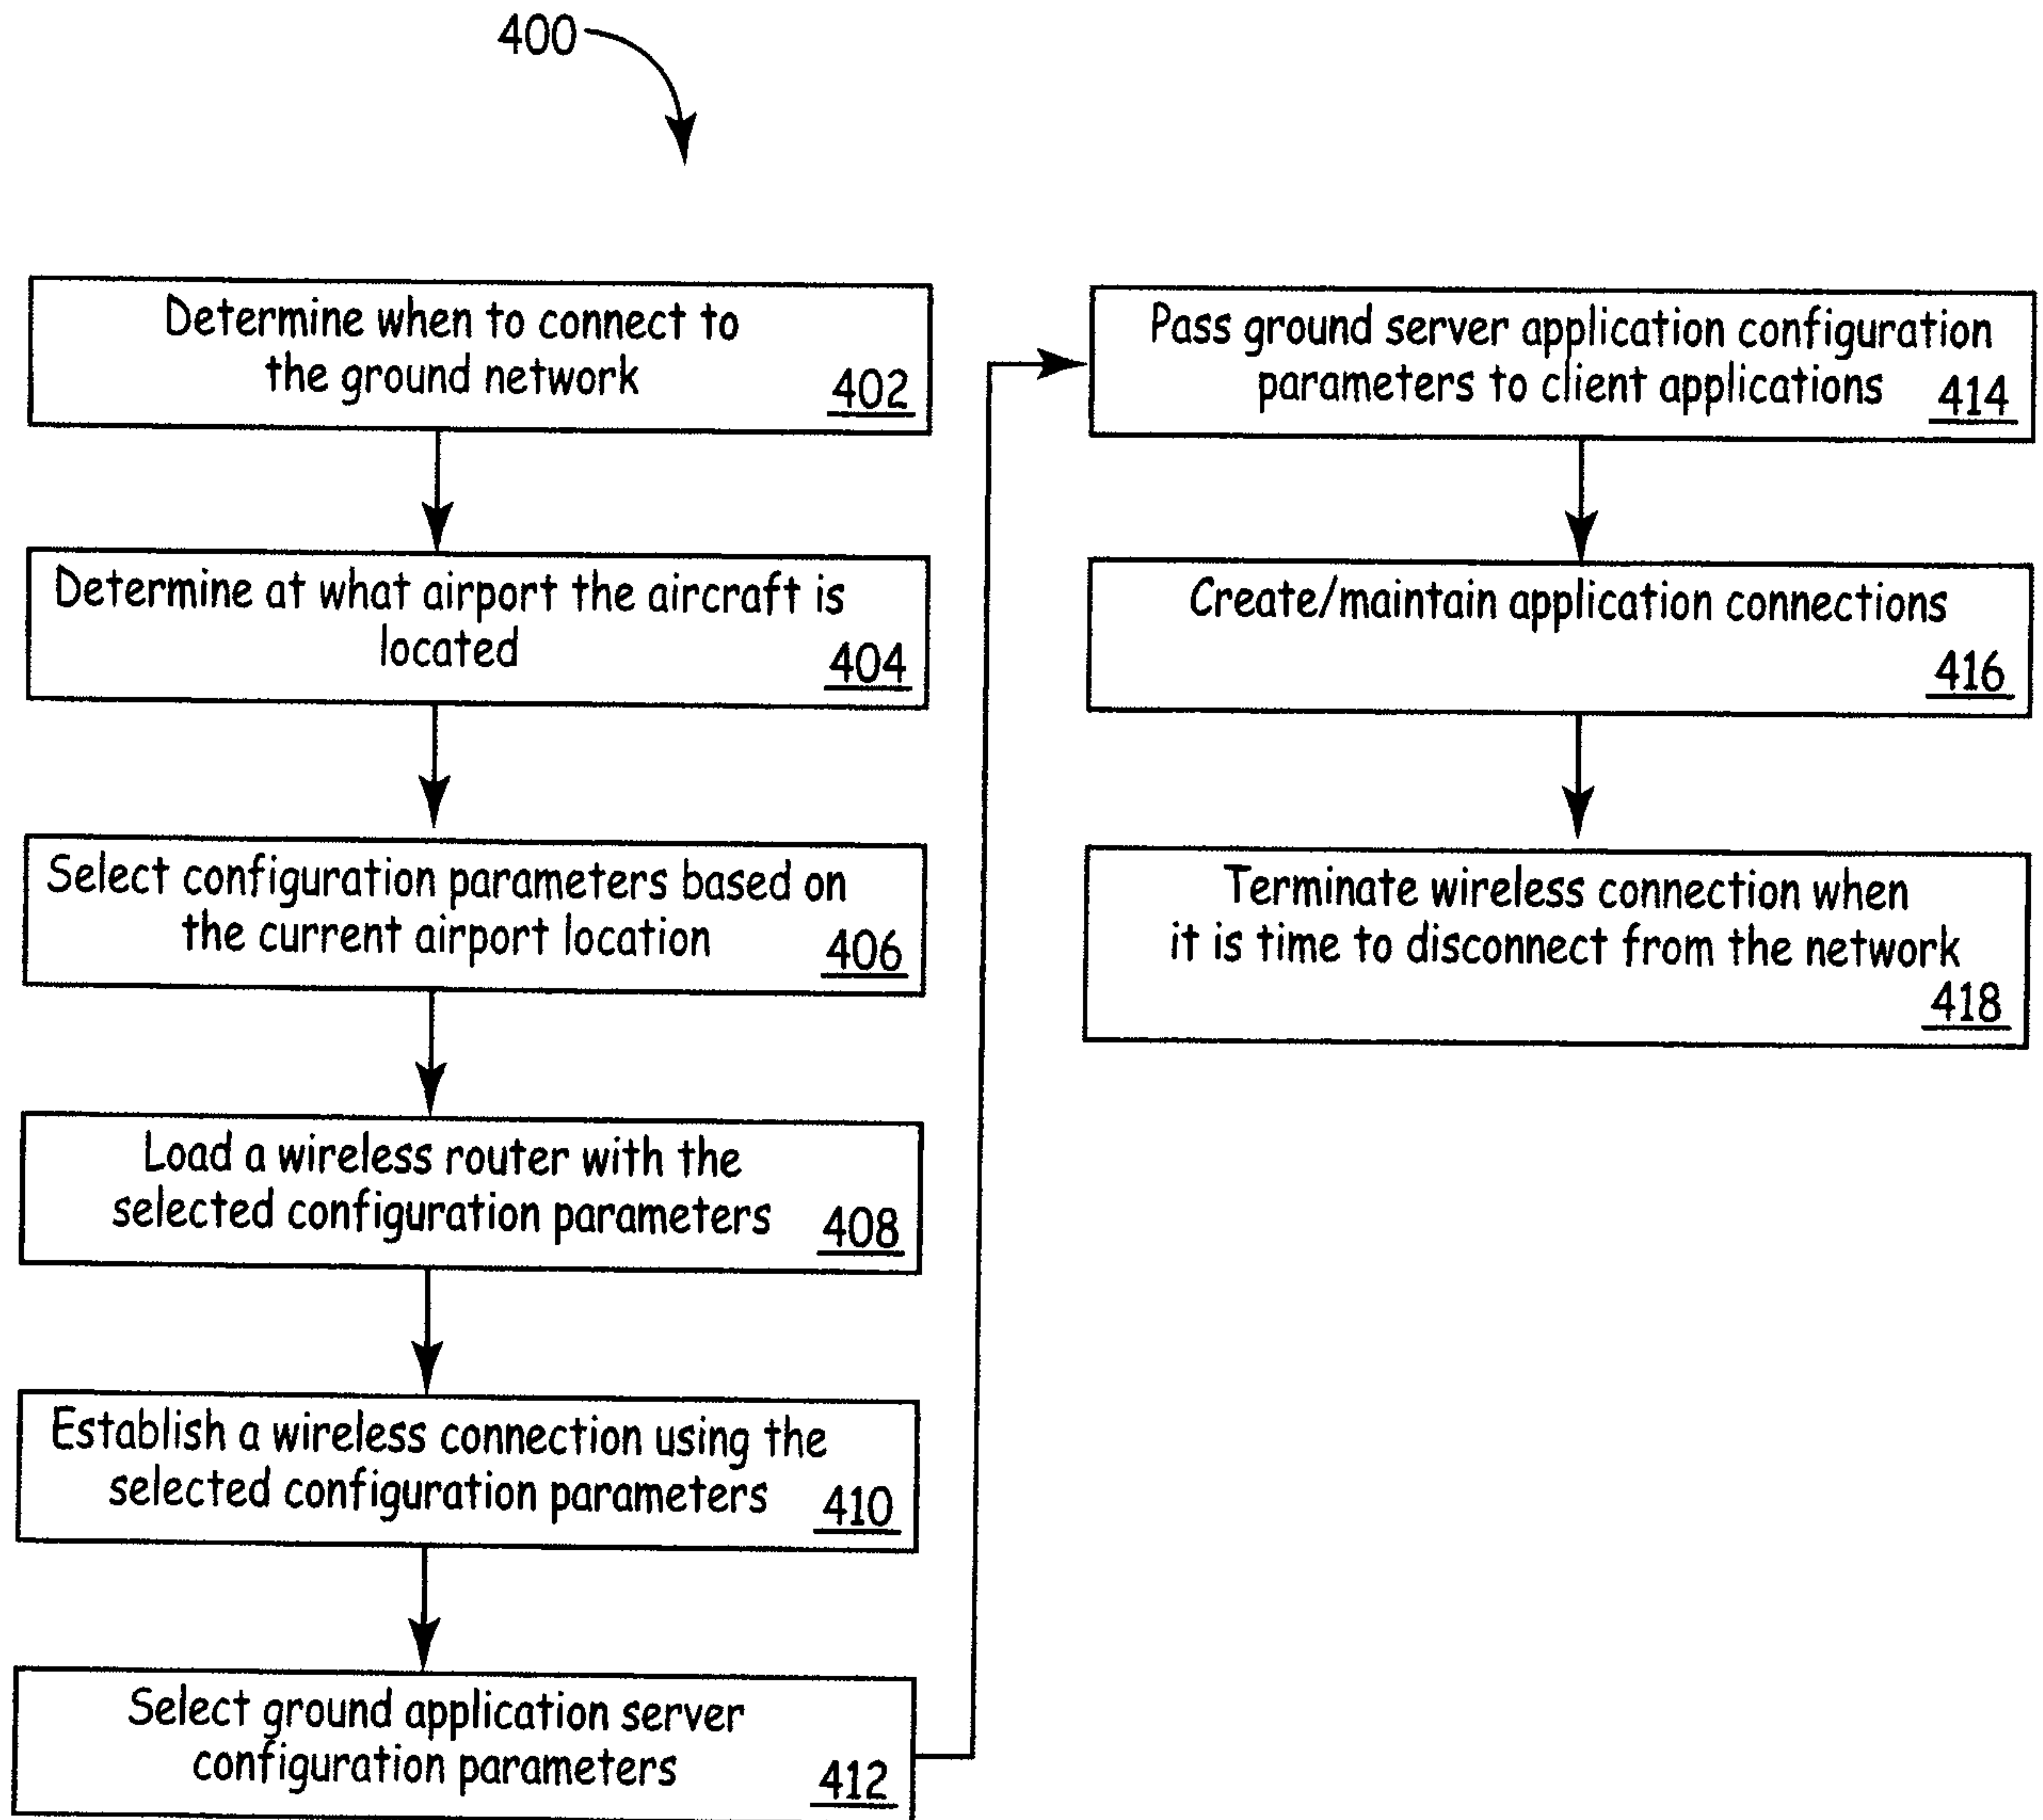 400
Determine when to connect to
the ground network
402
Determine at what airport the aircraft is
located
404
Select configuration parameters based on
the current airport location
406
Load a wireless router with the
selected configuration parameters
408
Establish a wireless connection using the
selected configuration parameters
410
Select ground application server
configuration parameters
412
Pass ground server application configuration
parameters to client applications
414
Create/maintain application connections
416
Terminate wireless connection when
it is time to disconnect from the network
418